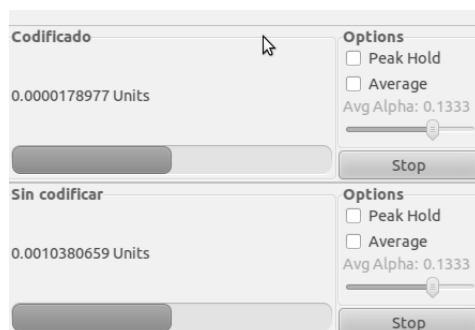 Codificado
Options
Peak Hold
Average
0.0000178977 Units
Avg Alpha: 0.1333
Stop
Sin codificar
Options
Peak Hold
Average
0.0010380659 Units
Avg Alpha: 0.1333
Stop